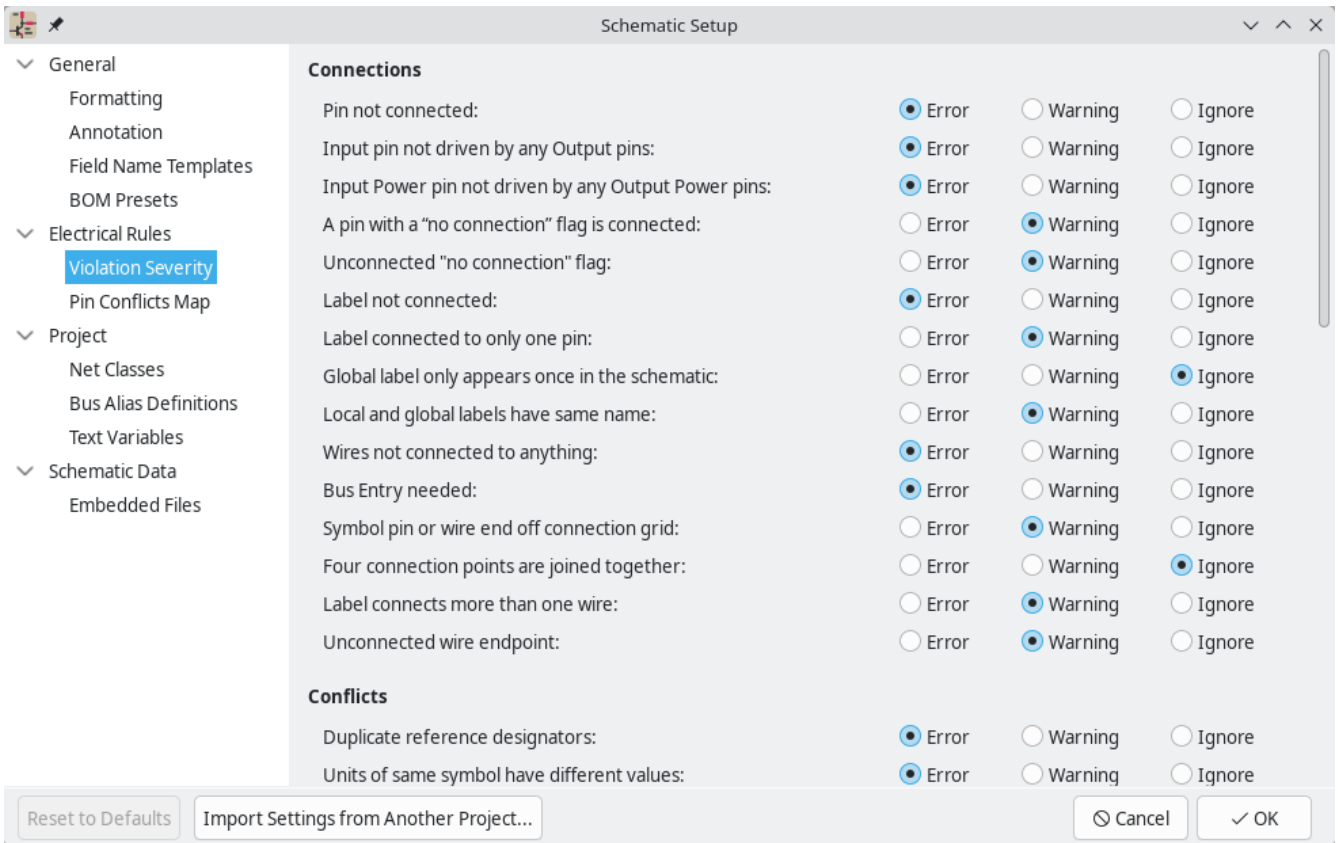 Schematic Setup
General
Formatting
Annotation
Field Name Templates
BOM Presets
Electrical Rules
Violation Severity
Pin Conflicts Map
Project
Net Classes
Bus Alias Definitions
Text Variables
Schematic Data
Embedded Files
Connections
Pin not connected: Error Warning Ignore
Input pin not driven by any Output pins: Error Warning Ignore
Input Power pin not driven by any Output Power pins: Error Warning Ignore
A pin with a “no connection” flag is connected: Error Warning Ignore
Unconnected "no connection" flag: Error Warning Ignore
Label not connected: Error Warning Ignore
Label connected to only one pin: Error Warning Ignore
Global label only appears once in the schematic: Error Warning Ignore
Local and global labels have same name: Error Warning Ignore
Wires not connected to anything: Error Warning Ignore
Bus Entry needed: Error Warning Ignore
Symbol pin or wire end off connection grid: Error Warning Ignore
Four connection points are joined together: Error Warning Ignore
Label connects more than one wire: Error Warning Ignore
Unconnected wire endpoint: Error Warning Ignore
Conflicts
Duplicate reference designators: Error Warning Ignore
Units of same symbol have different values: Error Warning Ignore
Reset to Defaults Import Settings from Another Project... Cancel OK